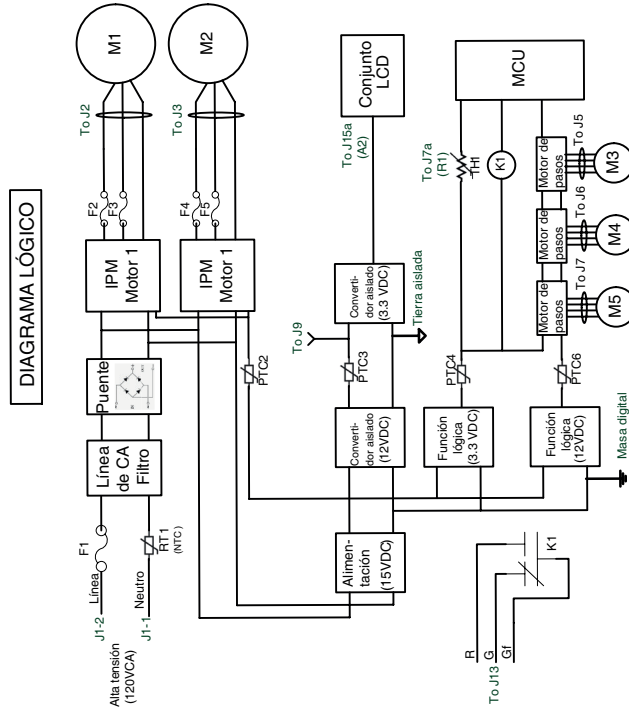 DIAGRAMA LÓGICO
Alta tensión
(120VCA)
J1-2
Línea
F1
J1-1
Neutro
RT1
(NTC)
Línea
de CA
Filtro
Puente
IPM
Motor 1
F2
F3
To J2
M1
IPM
Motor 1
F4
F5
To J3
M2
PTC2
Alimen-
tación
(15VDC)
Converti-
dor aislado
(12VDC)
PTC3
To J9
Converti-
dor aislado
(3.3 VDC)
Tierra aislada
To J15a
(A2)
Conjunto
LCD
Función
lógica
(3.3 VDC)
PTC4
To J7a
(R1)
TH1
K1
MCU
Función
lógica
(12VDC)
PTC6
Masa digital
Motor de
pasos
To J7
M5
Motor de
pasos
To J6
M4
Motor de
pasos
To J5
M3
To J13
R
G
Gf
K1